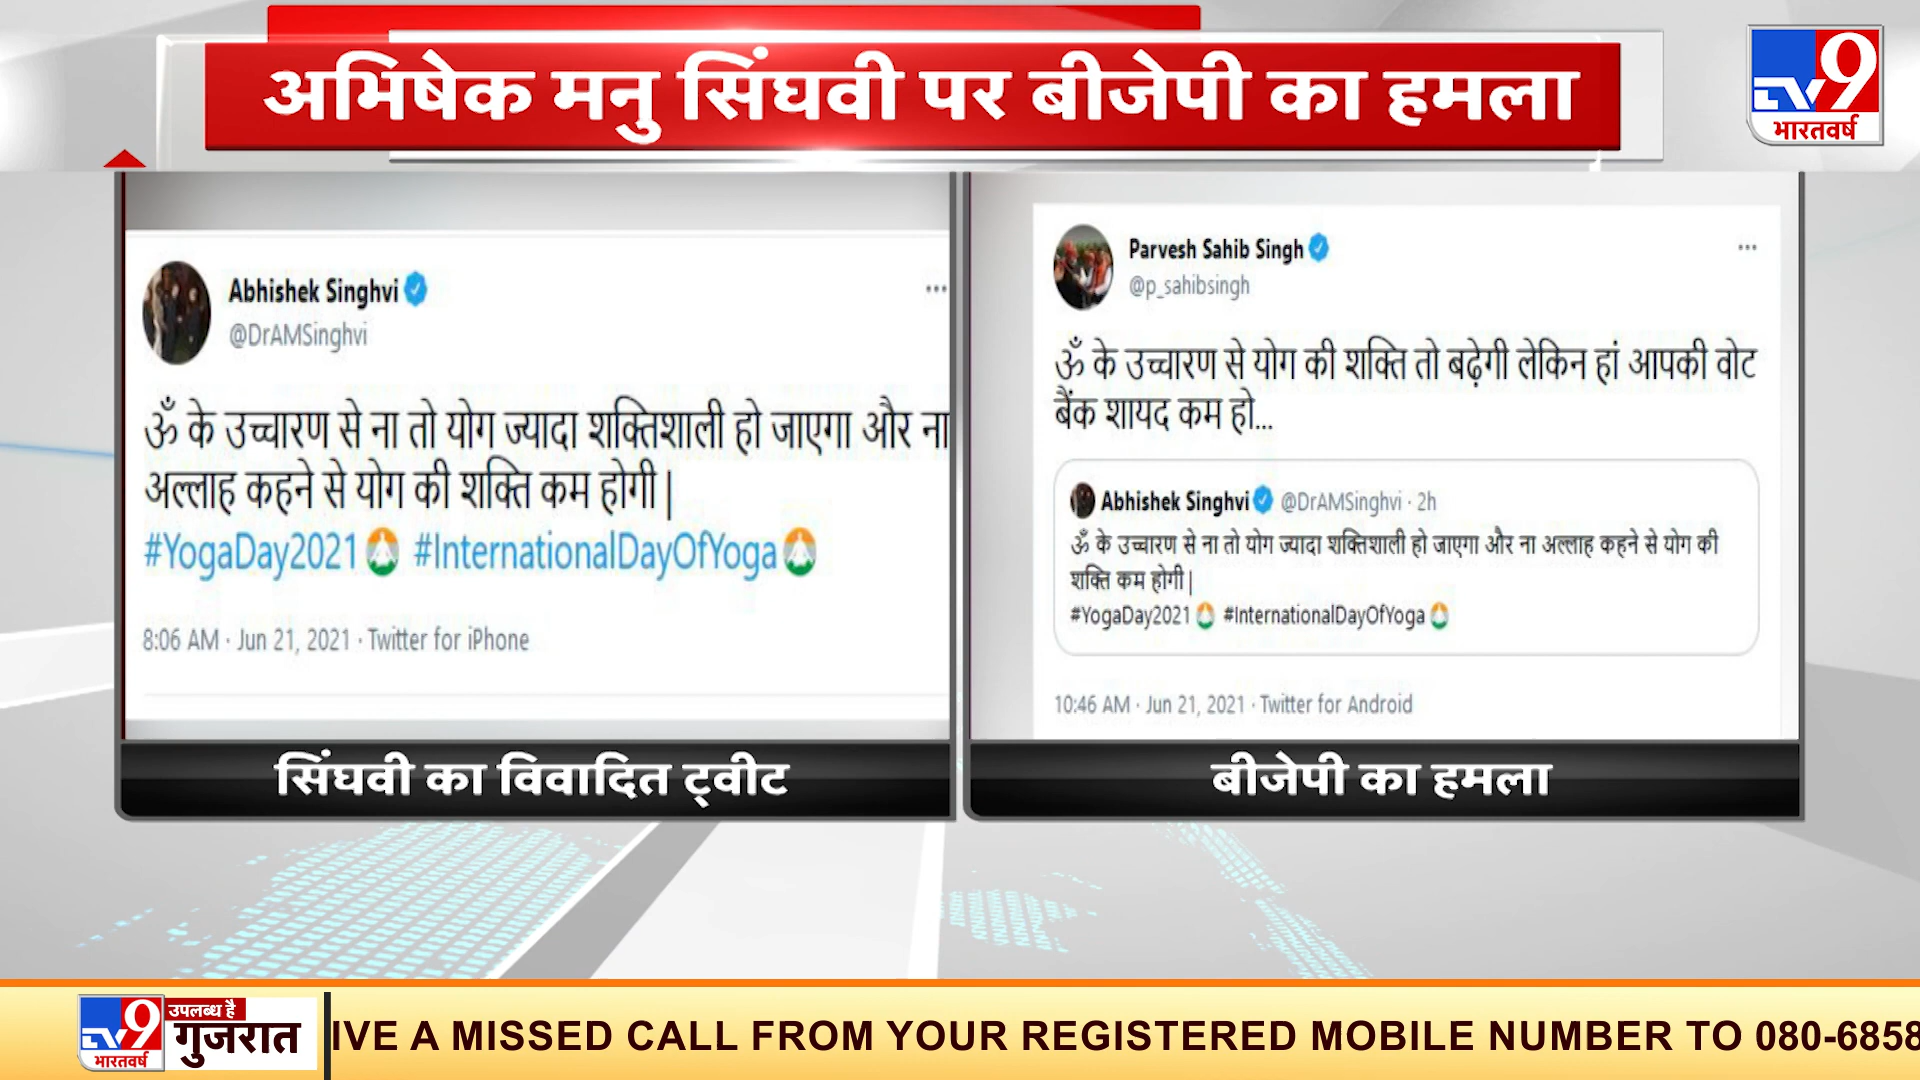 अभिषेक मनु सिंघवी पर बीजेपी का हमला
TV9
भारतवर्ष
Abhishek Singhvi
@DrAMSinghvi
ॐ के उच्चारण से ना तो योग ज्यादा शक्तिशाली हो जाएगा और ना
अल्लाह कहने से योग की शक्ति कम होगी |
#YogaDay2021 #InternationalDayOfYoga
8:06 AM · Jun 21, 2021 · Twitter for iPhone
सिंघवी का विवादित ट्वीट
Parvesh Sahib Singh
@p_sahibsingh
ॐ के उच्चारण से योग की शक्ति तो बढ़ेगी लेकिन हां आपकी वोट
बैंक शायद कम हो...
Abhishek Singhvi @DrAMSinghvi · 2h
ॐ के उच्चारण से ना तो योग ज्यादा शक्तिशाली हो जाएगा और ना अल्लाह कहने से योग की
शक्ति कम होगी |
#YogaDay2021 #InternationalDayOfYoga
10:46 AM · Jun 21, 2021 · Twitter for Android
बीजेपी का हमला
TV9
भारतवर्ष
उपलब्ध है
गुजरात
IVE A MISSED CALL FROM YOUR REGISTERED MOBILE NUMBER TO 080-6858